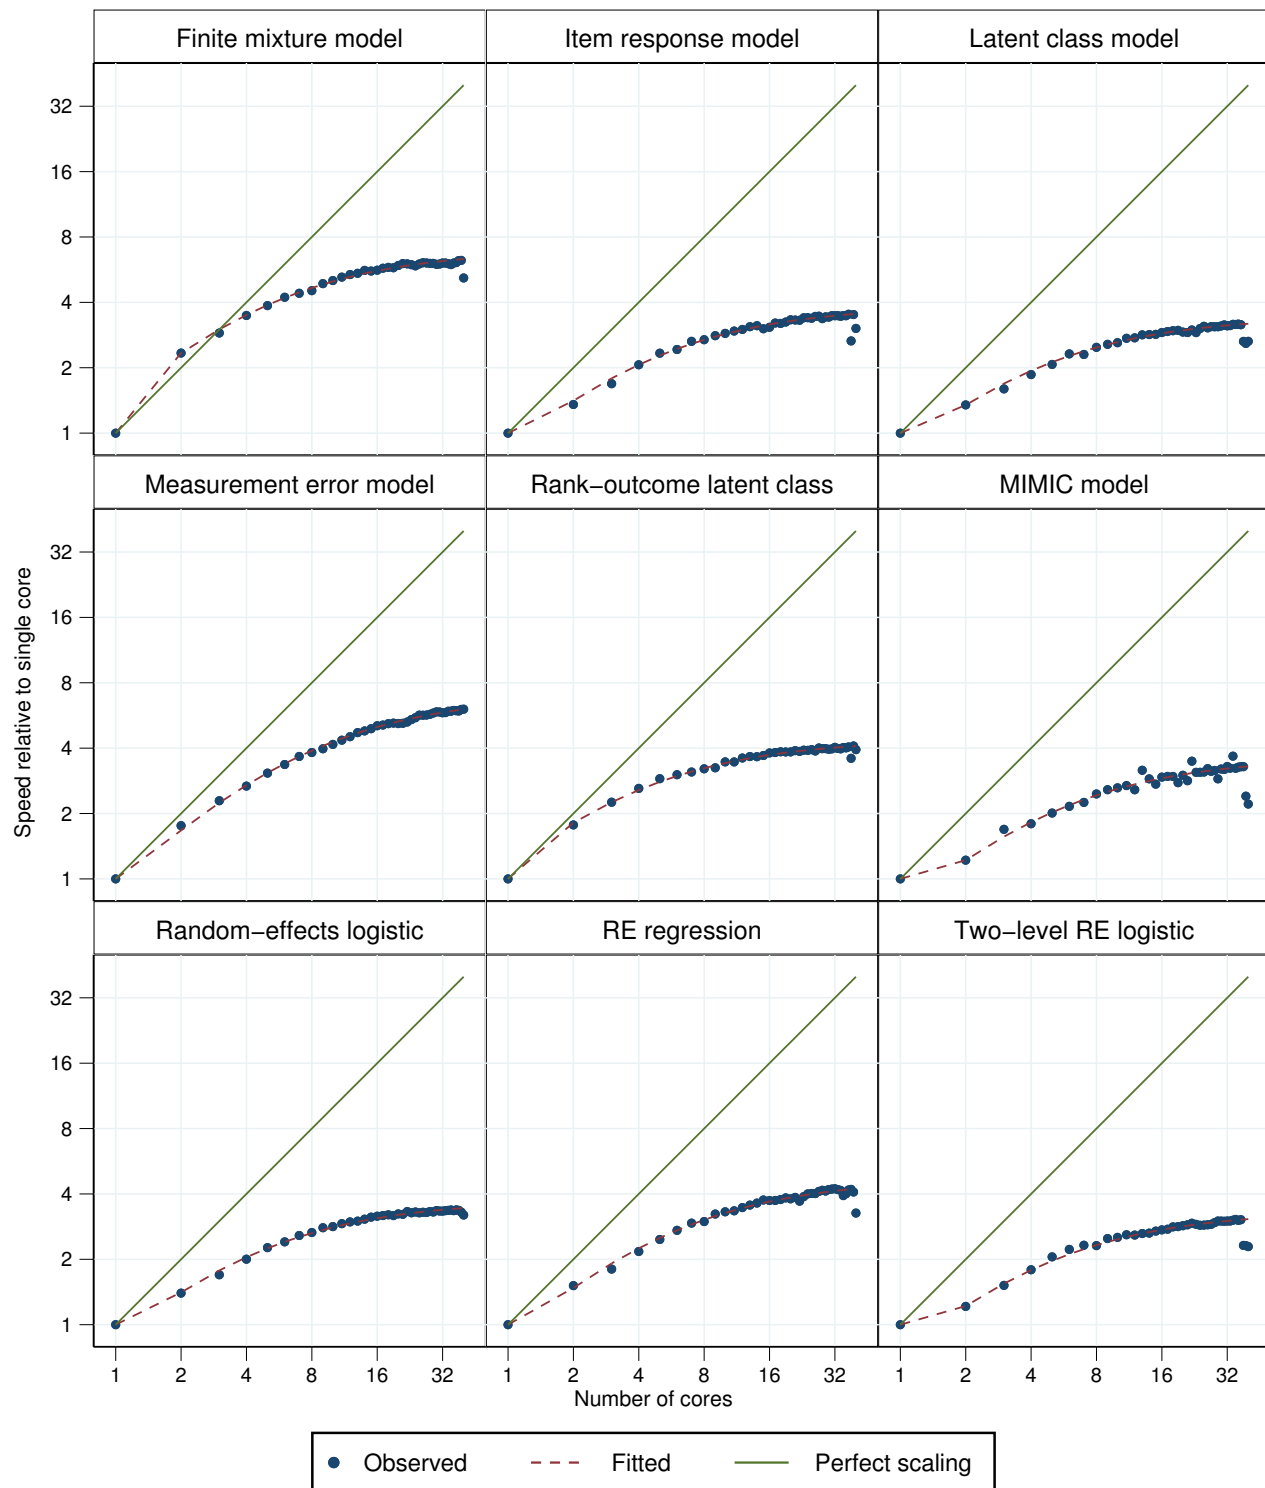 Finite mixture model
Item response model
Latent class model
32
16
8
4
2
1
Measurement error model
Rank−outcome latent class
MIMIC model
32
16
8
4
2
1
Speed relative to single core
Random−effects logistic
RE regression
Two−level RE logistic
32
16
8
4
2
1
1 2 4 8 16 32
1 2 4 8 16 32
1 2 4 8 16 32
Number of cores
Observed Fitted Perfect scaling